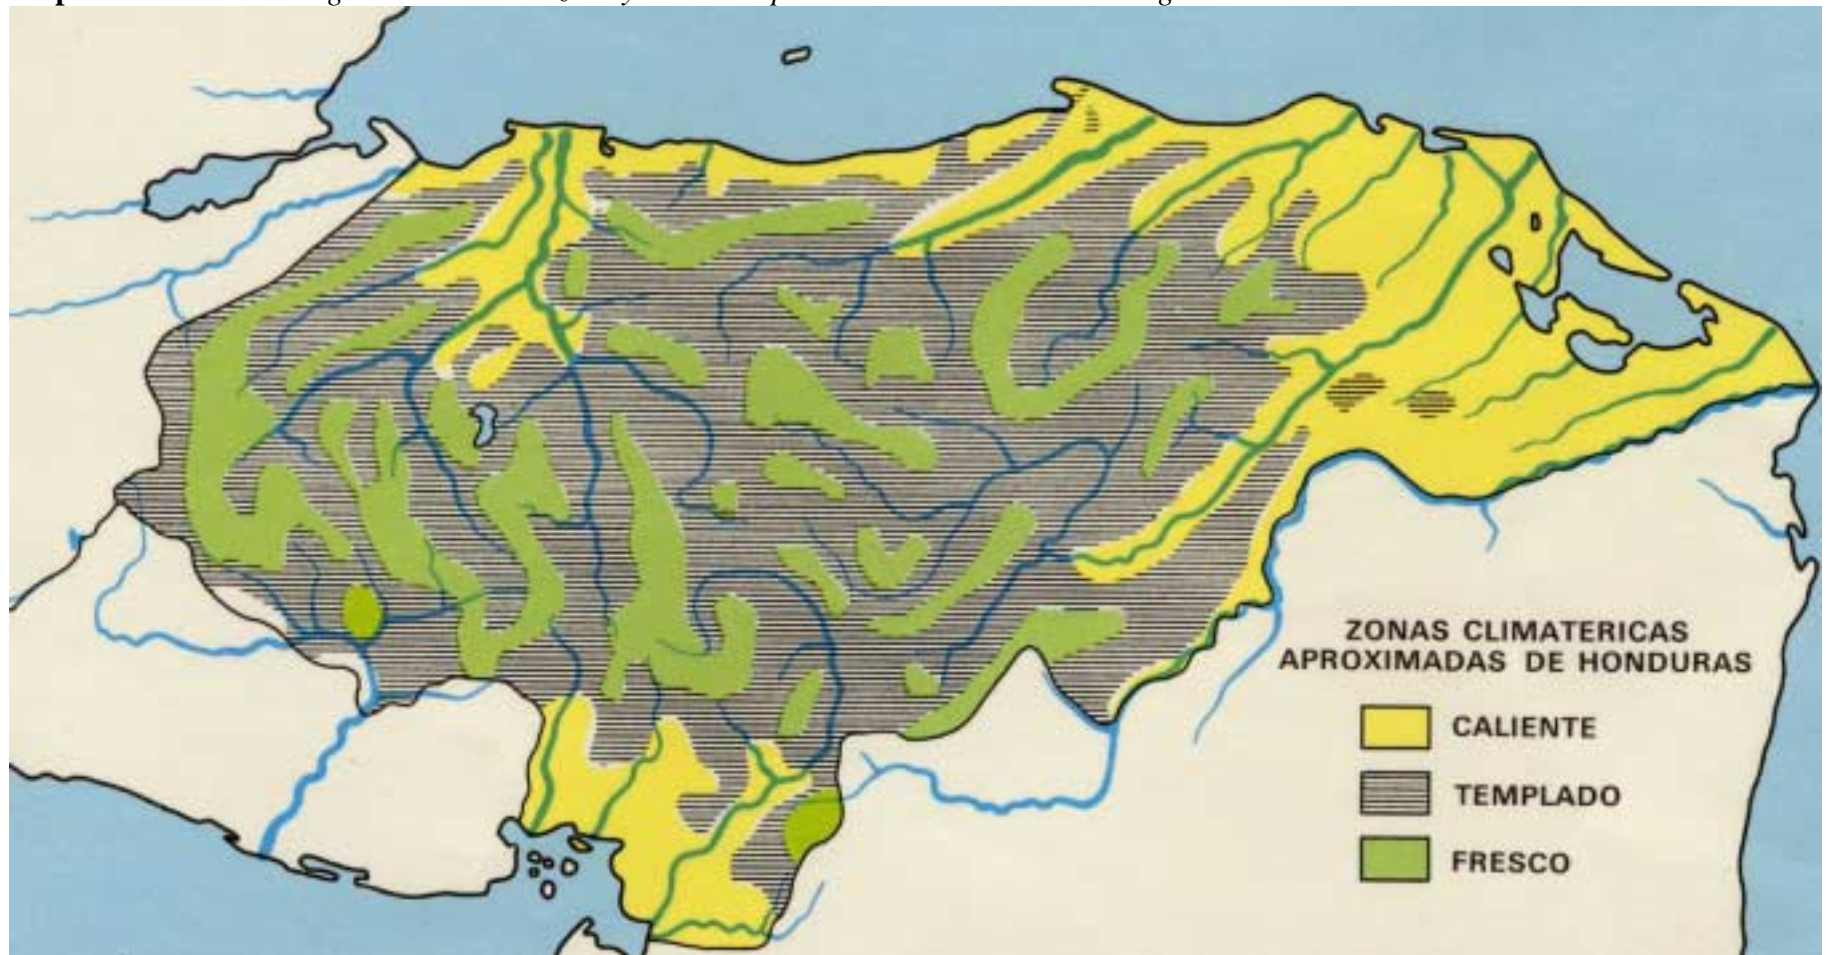 ZONAS CLIMATERICAS
APROXIMADAS DE HONDURAS
CALIENTE
TEMPLADO
FRESCO